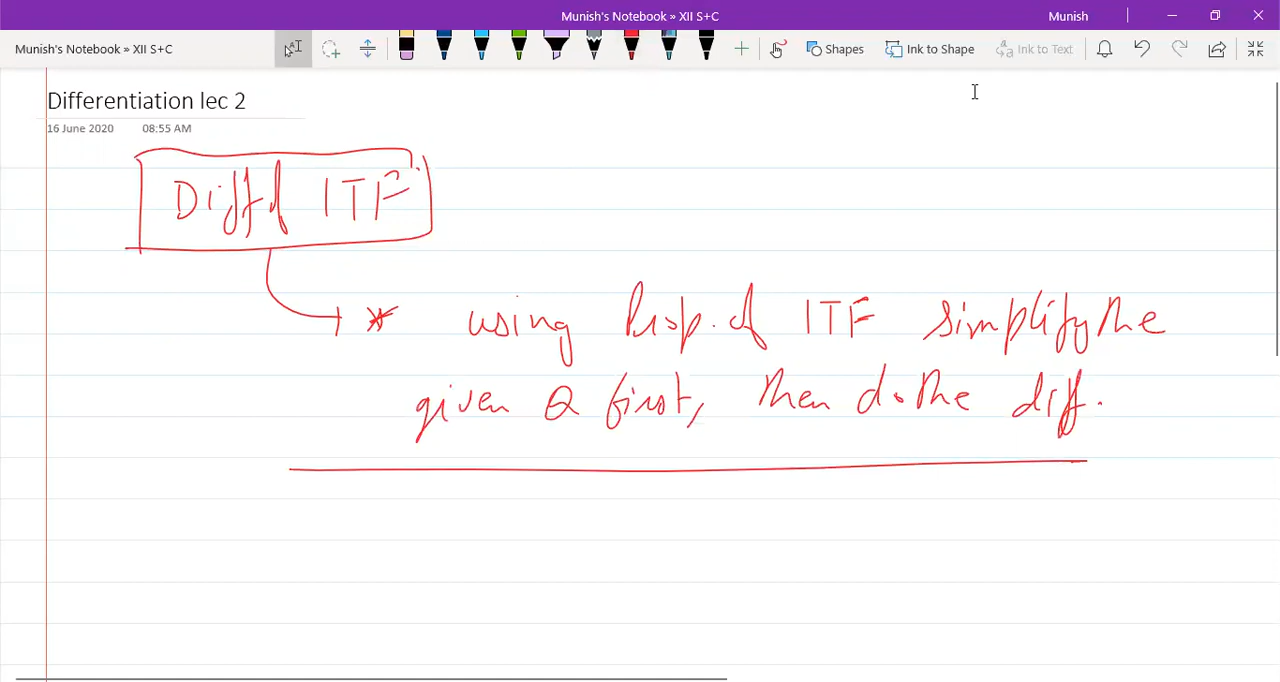 Munish's Notebook » XII S+C
Munish
Munish's Notebook » XII S+C
Shapes
Ink to Shape
Ink to Text
Differentiation lec 2
16 June 2020 08:55 AM
Diff of ITF
* using Prop. of ITF simplify the
given Q first, then do the diff.